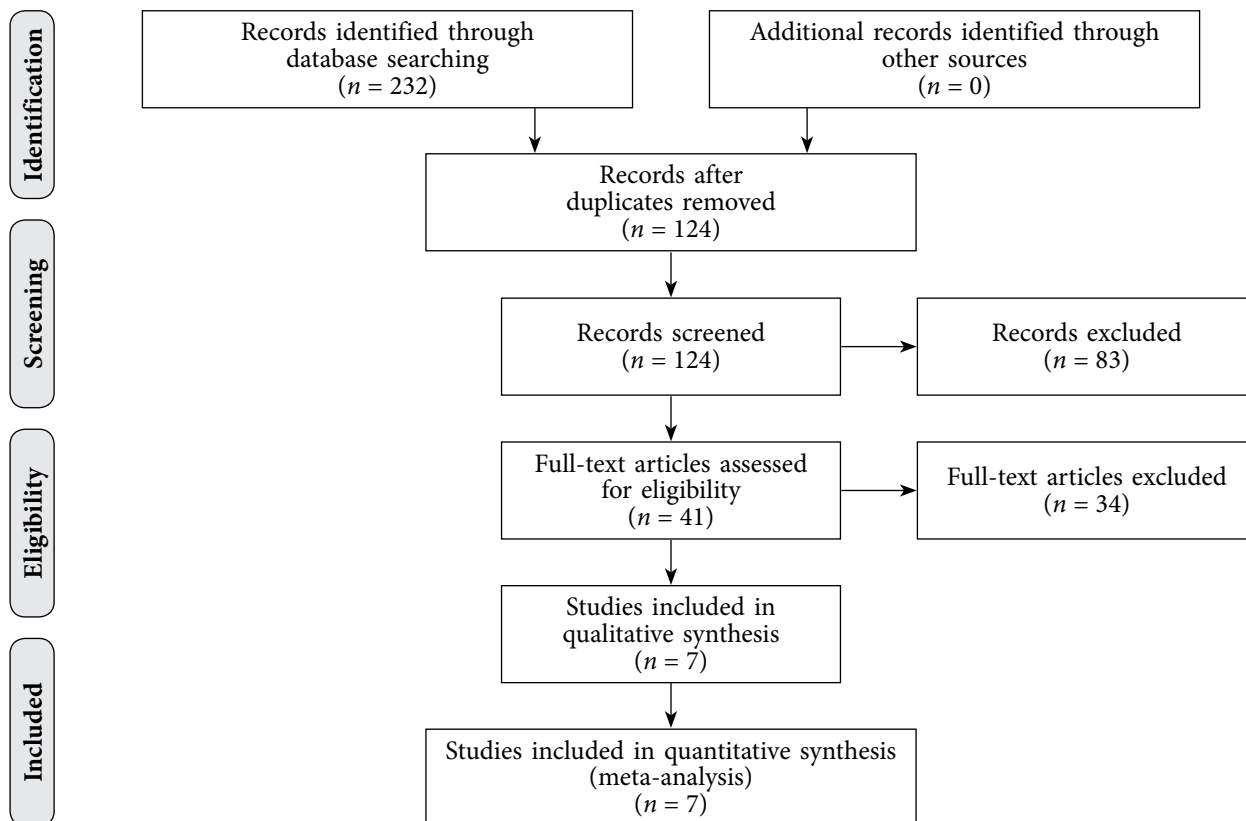 Identification
Records identified through
database searching
(n = 232)
Additional records identified through
other sources
(n = 0)
Records after
duplicates removed
(n = 124)
Screening
Records screened
(n = 124)
Records excluded
(n = 83)
Eligibility
Full-text articles assessed
for eligibility
(n = 41)
Full-text articles excluded
(n = 34)
Studies included in
qualitative synthesis
(n = 7)
Included
Studies included in quantitative synthesis
(meta-analysis)
(n = 7)